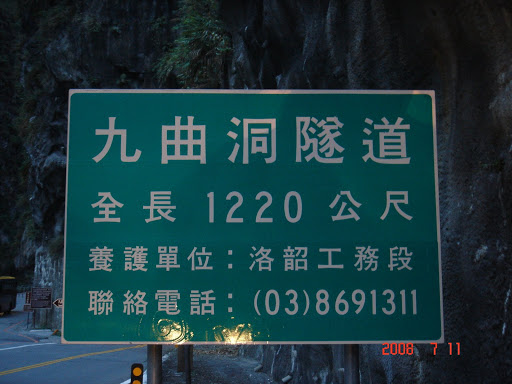 九曲洞隧道
全長 1220 公尺
養護單位：洛韶工務段
聯絡電話：(03)8691311
2008 7 11